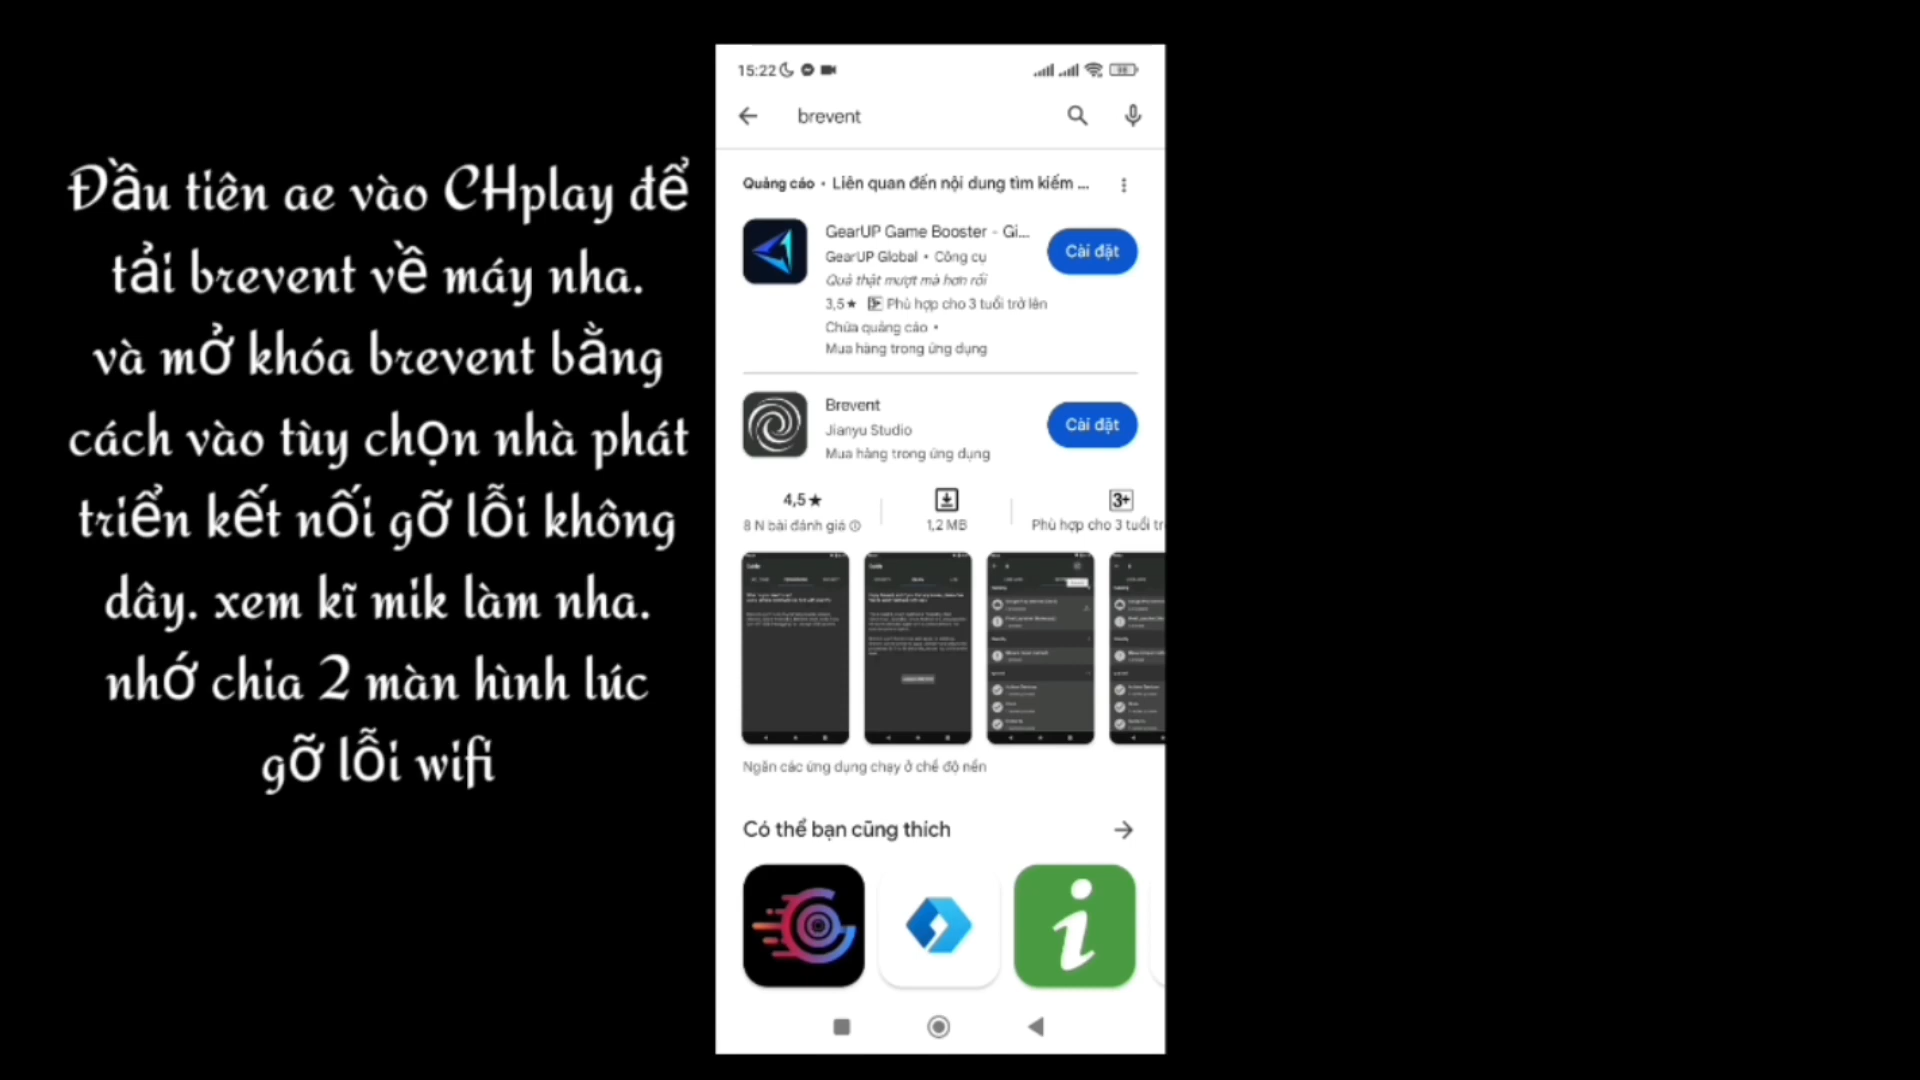 Đầu tiên ae vào CHplay để
tải brevent về máy nha.
và mở khóa brevent bằng
cách vào tùy chọn nhà phát
triển kết nối gỡ lỗi không
dây. xem kĩ mik làm nha.
nhớ chia 2 màn hình lúc
gỡ lỗi wifi
15:22
brevent
Quảng cáo • Liên quan đến nội dung tìm kiếm ...
GearUP Game Booster - Gi...
GearUP Global • Công cụ
Quả thật mượt mà hơn rồi
3,5★ 3+ Phù hợp cho 3 tuổi trở lên
Chứa quảng cáo •
Mua hàng trong ứng dụng
Cài đặt
Brevent
Jianyu Studio
Mua hàng trong ứng dụng
Cài đặt
4,5★
8 N bài đánh giá
1,2 MB
3+
Phù hợp cho 3 tuổi tr
Ngăn các ứng dụng chạy ở chế độ nền
Có thể bạn cũng thích